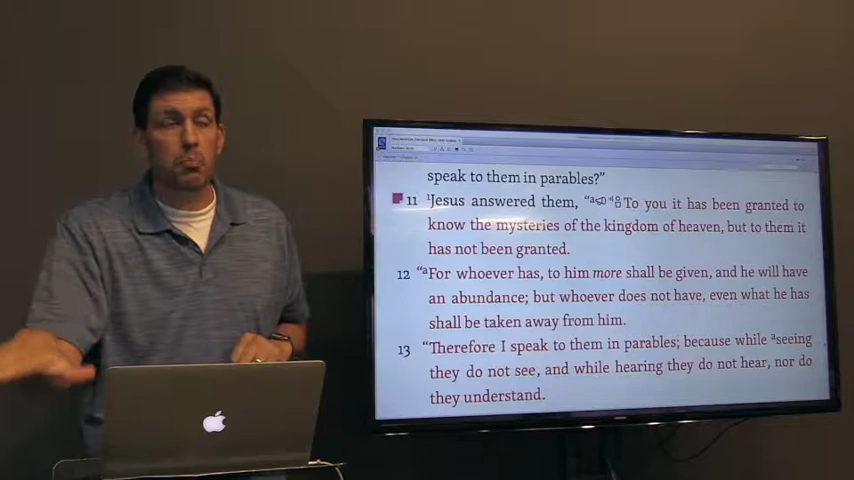 speak to them in parables?”
11 ¹Jesus answered them, “ᵃ To you it has been granted to
know the mysteries of the kingdom of heaven, but to them it
has not been granted.
12 “ᵃFor whoever has, to him more shall be given, and he will have
an abundance; but whoever does not have, even what he has
shall be taken away from him.
13 “Therefore I speak to them in parables; because while ᵃseeing
they do not see, and while hearing they do not hear, nor do
they understand.